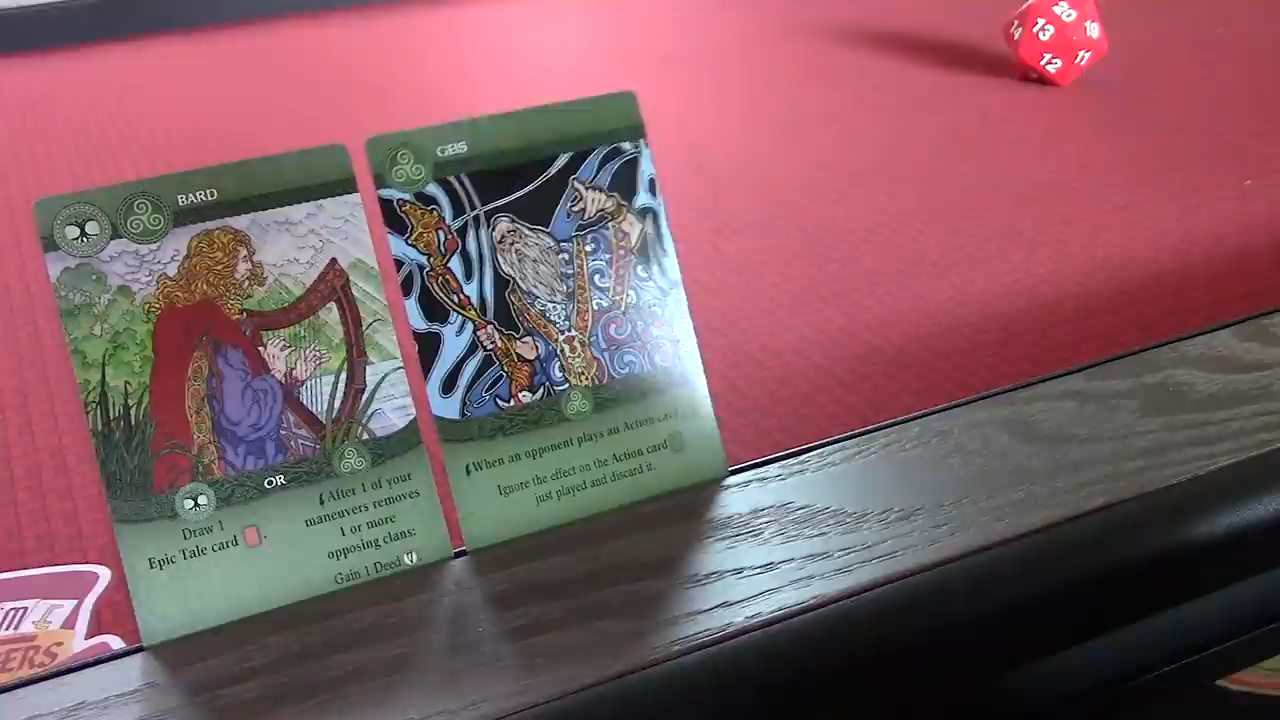 BARD
OR
Draw 1
Epic Tale card .
After 1 of your
maneuvers removes
1 or more
opposing clans:
Gain 1 Deed .
GEIS
When an opponent plays an Action card
Ignore the effect on the Action card
just played and discard it.
20
14
13
19
12
11